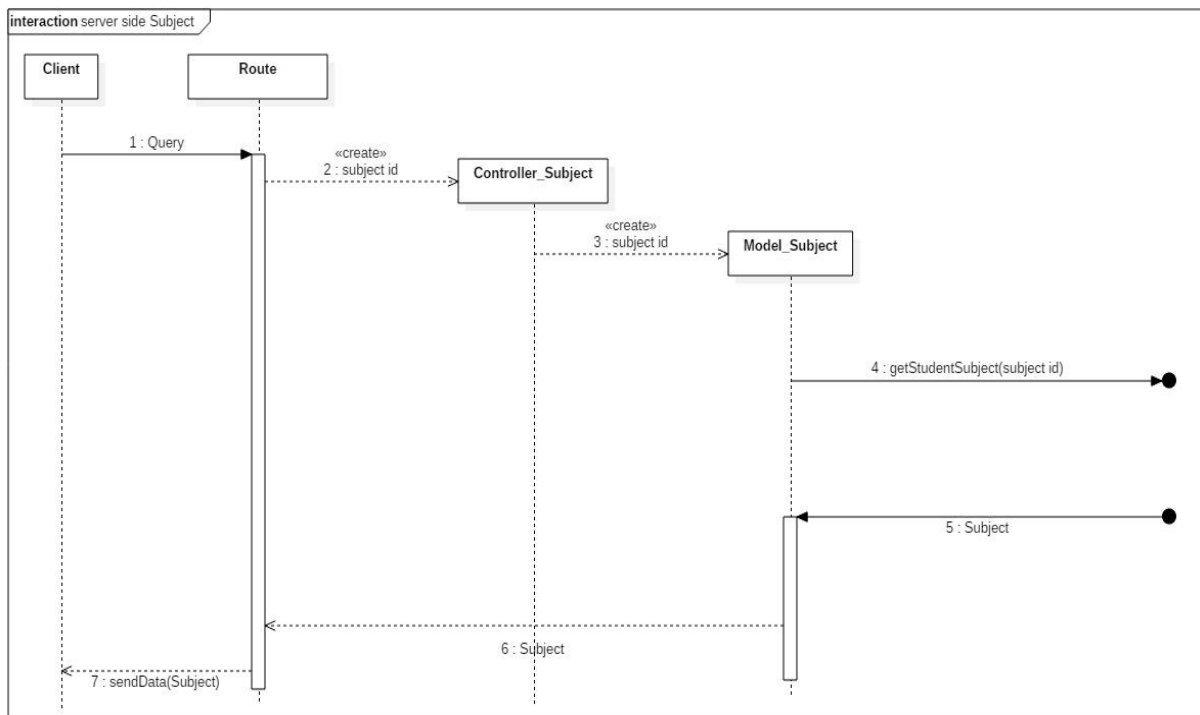 interaction server side Subject
Client
Route
1 : Query
«create»
2 : subject id
Controller_Subject
«create»
3 : subject id
Model_Subject
4 : getStudentSubject(subject id)
5 : Subject
6 : Subject
7 : sendData(Subject)